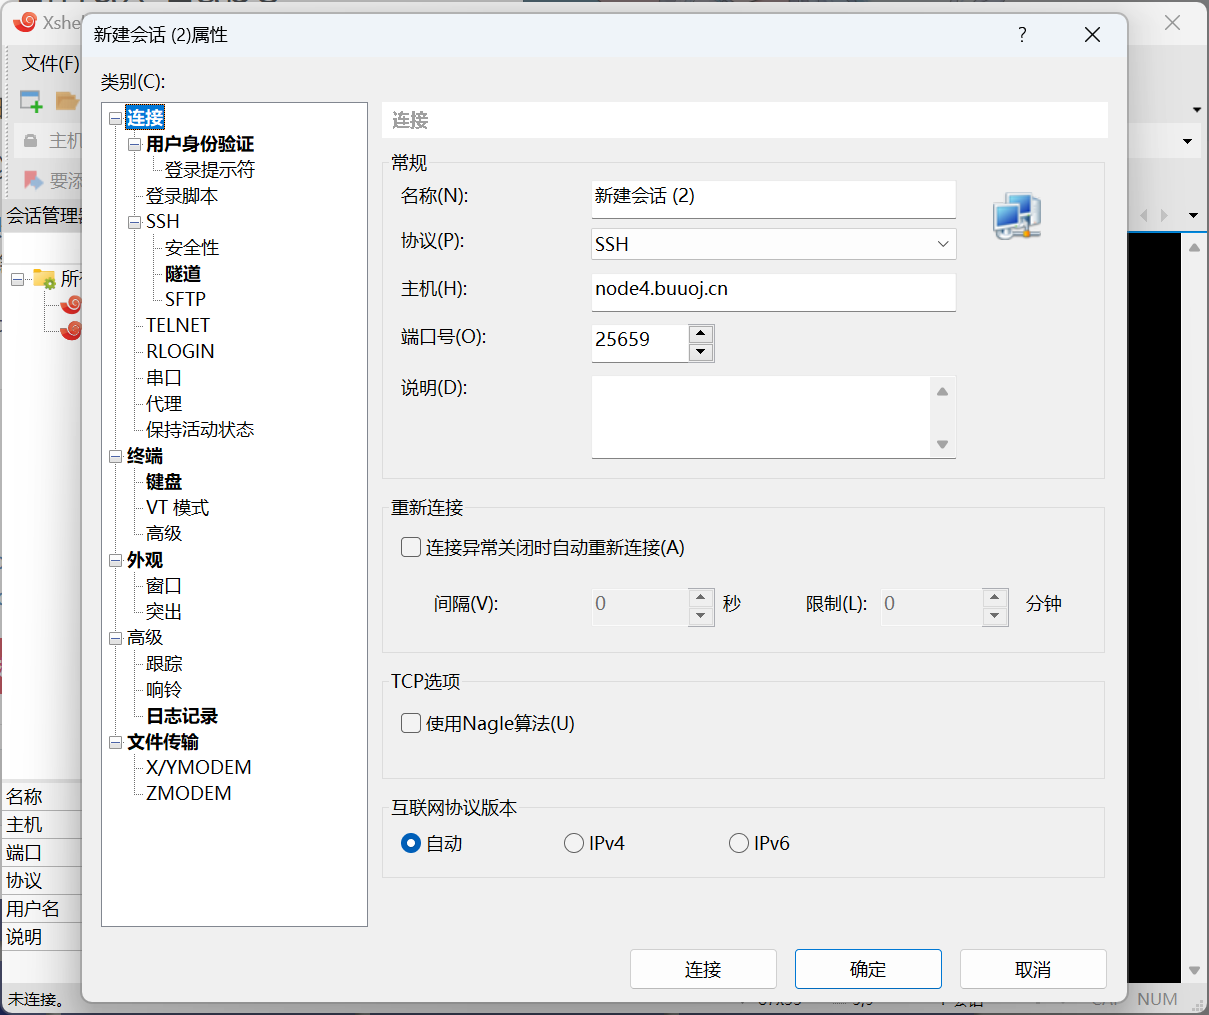 新建会话 (2)属性
?
类别(C):
连接
用户身份验证
登录提示符
登录脚本
SSH
安全性
隧道
SFTP
TELNET
RLOGIN
串口
代理
保持活动状态
终端
键盘
VT 模式
高级
外观
窗口
突出
高级
跟踪
响铃
日志记录
文件传输
X/YMODEM
ZMODEM
连接
常规
名称(N):
新建会话 (2)
协议(P):
SSH
主机(H):
node4.buuoj.cn
端口号(O):
25659
说明(D):
重新连接
连接异常关闭时自动重新连接(A)
间隔(V):
0
秒
限制(L):
0
分钟
TCP选项
使用Nagle算法(U)
互联网协议版本
自动
IPv4
IPv6
连接
确定
取消
Xshe
文件(F)
主机
要添
会话管理器
所有
名称
主机
端口
协议
用户名
说明
未连接。
NUM